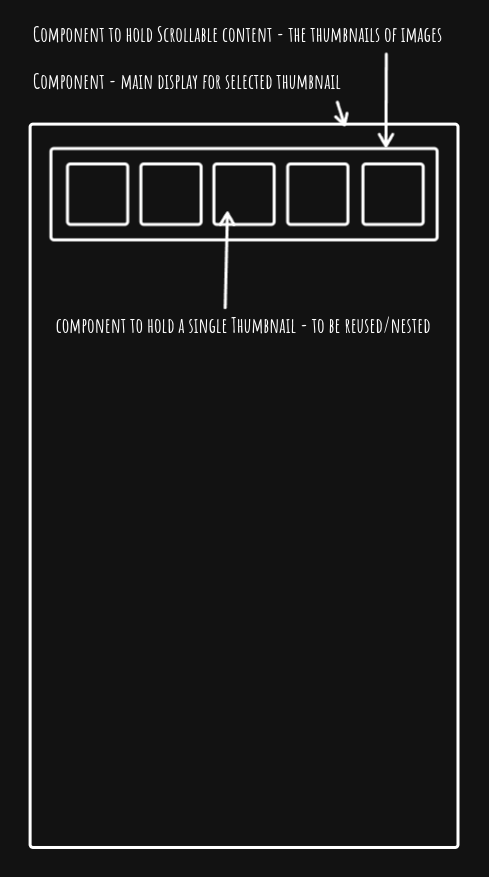 Component to hold Scrollable content - the thumbnails of images
Component - main display for selected thumbnail
component to hold a single Thumbnail - to be reused/nested